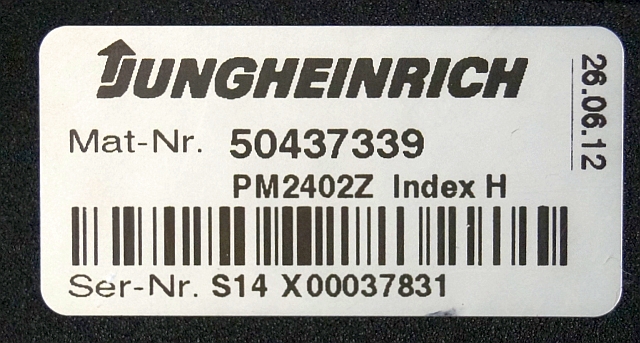 JUNGHEINRICH
Mat-Nr. 50437339
PM2402Z Index H
Ser-Nr. S14 X00037831
26.06.12